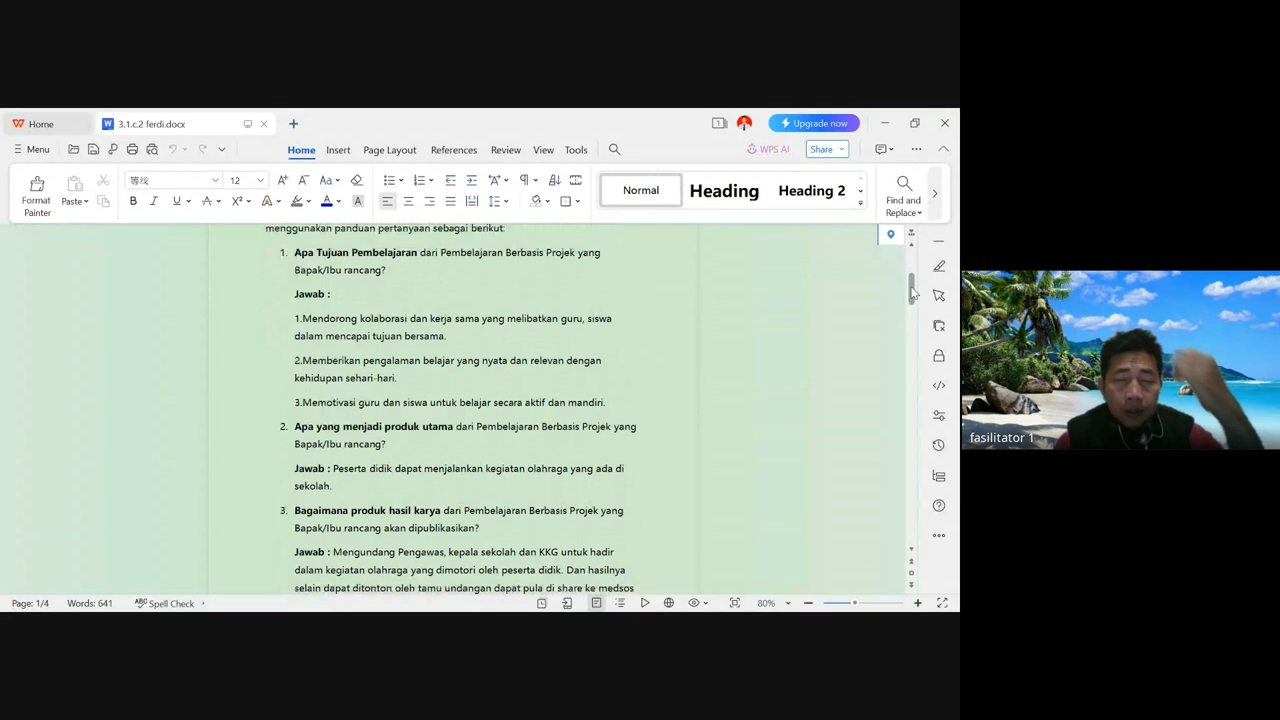 Home
3.1.c.2 ferdi.docx
Upgrade now
Menu
Home
Insert
Page Layout
References
Review
View
Tools
WPS AI
Share
Format
Painter
Paste
等线
12
Normal
Heading
Heading 2
Find and
Replace
menggunakan panduan pertanyaan sebagai berikut:
1. Apa Tujuan Pembelajaran dari Pembelajaran Berbasis Projek yang
Bapak/Ibu rancang?
Jawab :
1.Mendorong kolaborasi dan kerja sama yang melibatkan guru, siswa
dalam mencapai tujuan bersama.
2.Memberikan pengalaman belajar yang nyata dan relevan dengan
kehidupan sehari-hari.
3.Memotivasi guru dan siswa untuk belajar secara aktif dan mandiri.
2. Apa yang menjadi produk utama dari Pembelajaran Berbasis Projek yang
Bapak/Ibu rancang?
Jawab : Peserta didik dapat menjalankan kegiatan olahraga yang ada di
sekolah.
3. Bagaimana produk hasil karya dari Pembelajaran Berbasis Projek yang
Bapak/Ibu rancang akan dipublikasikan?
Jawab : Mengundang Pengawas, kepala sekolah dan KKG untuk hadir
dalam kegiatan olahraga yang dimotori oleh peserta didik. Dan hasilnya
selain dapat ditonton oleh tamu undangan dapat pula di share ke medsos
Page: 1/4
Words: 641
Spell Check
80%
fasilitator 1